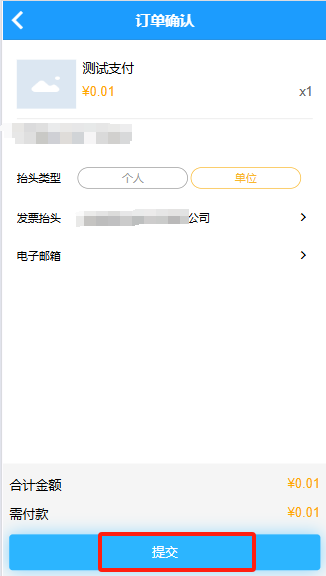 订单确认
测试支付
¥0.01 x1
抬头类型 个人 单位
发票抬头 公司
电子邮箱
合计金额 ¥0.01
需付款 ¥0.01
提交